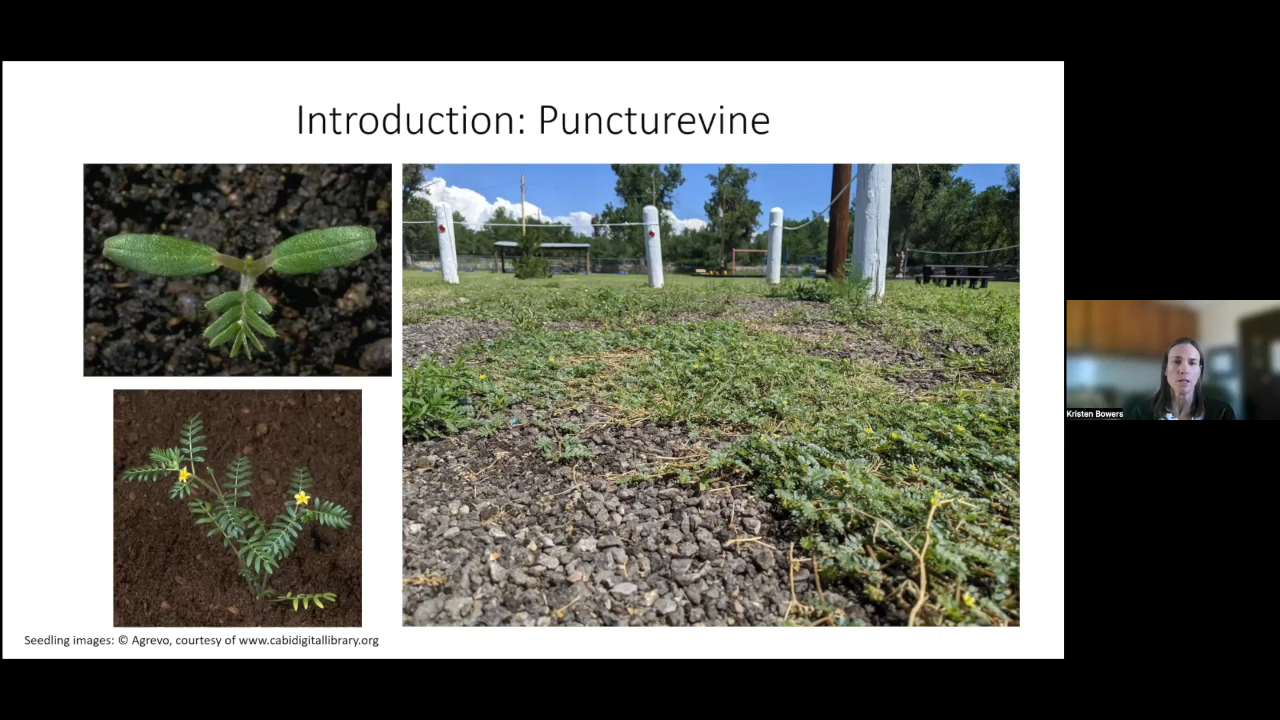 Introduction: Puncturevine
Kristen Bowers
Seedling images: © Agrevo, courtesy of www.cabidigitallibrary.org